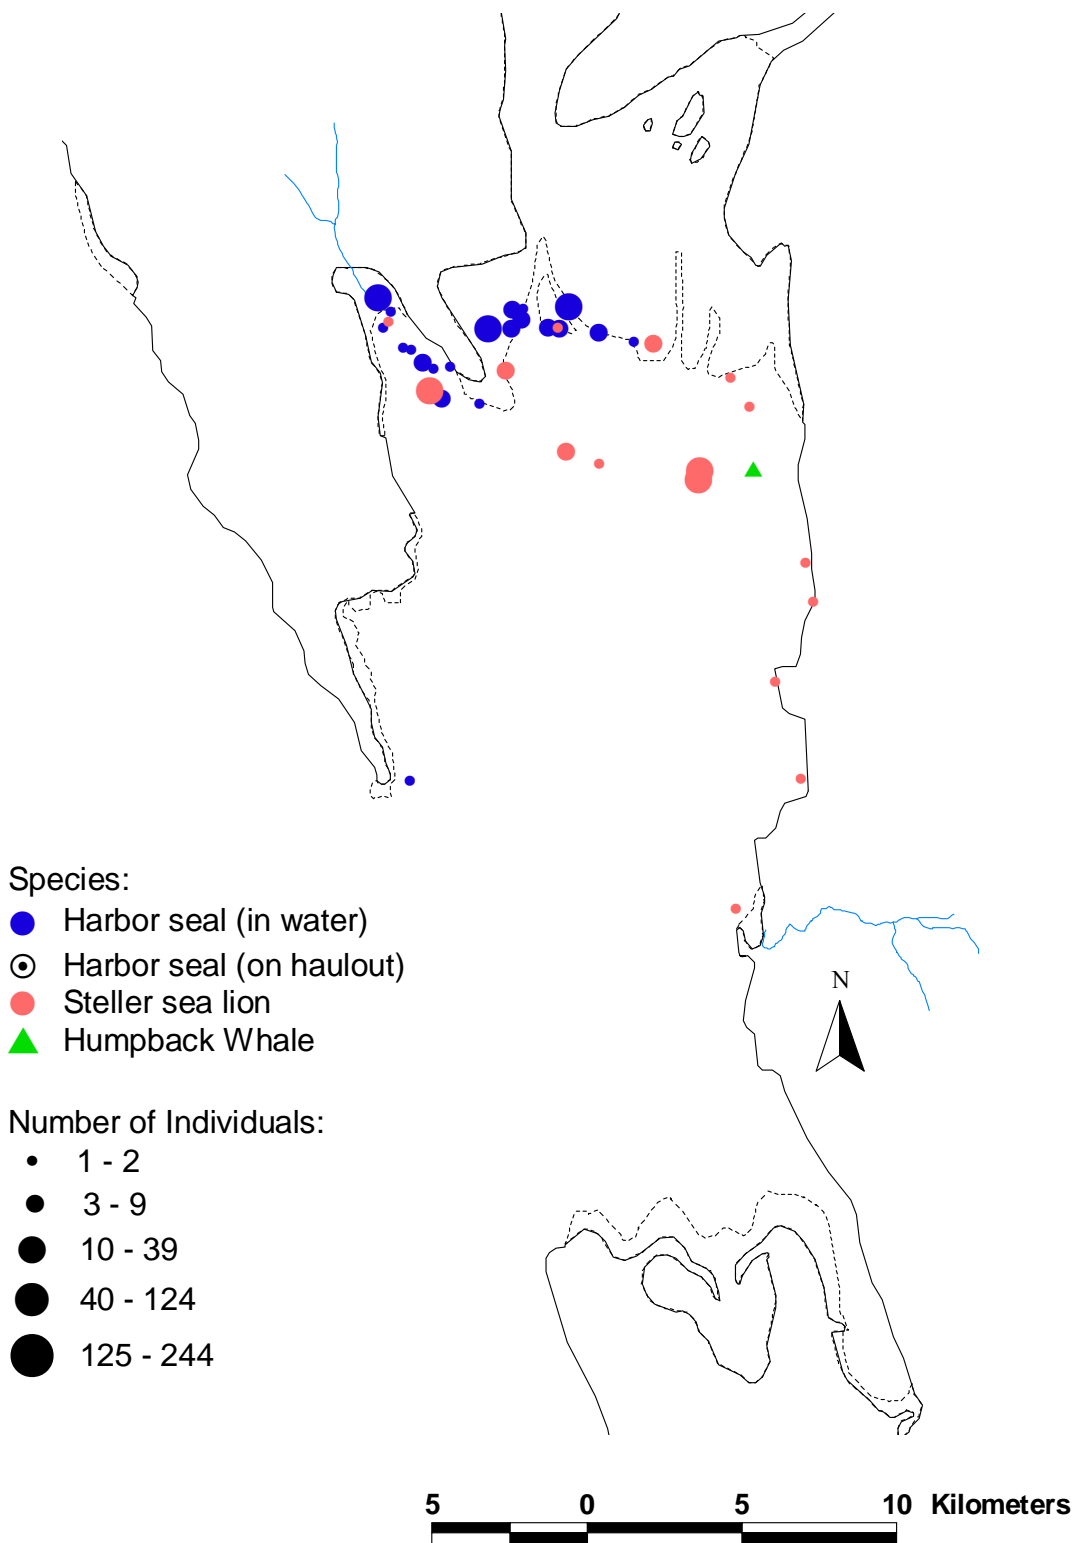 Species:
Harbor seal (in water)
Harbor seal (on haulout)
Steller sea lion
Humpback Whale
N
Number of Individuals:
1 - 2
3 - 9
10 - 39
40 - 124
125 - 244
5 0 5 10 Kilometers